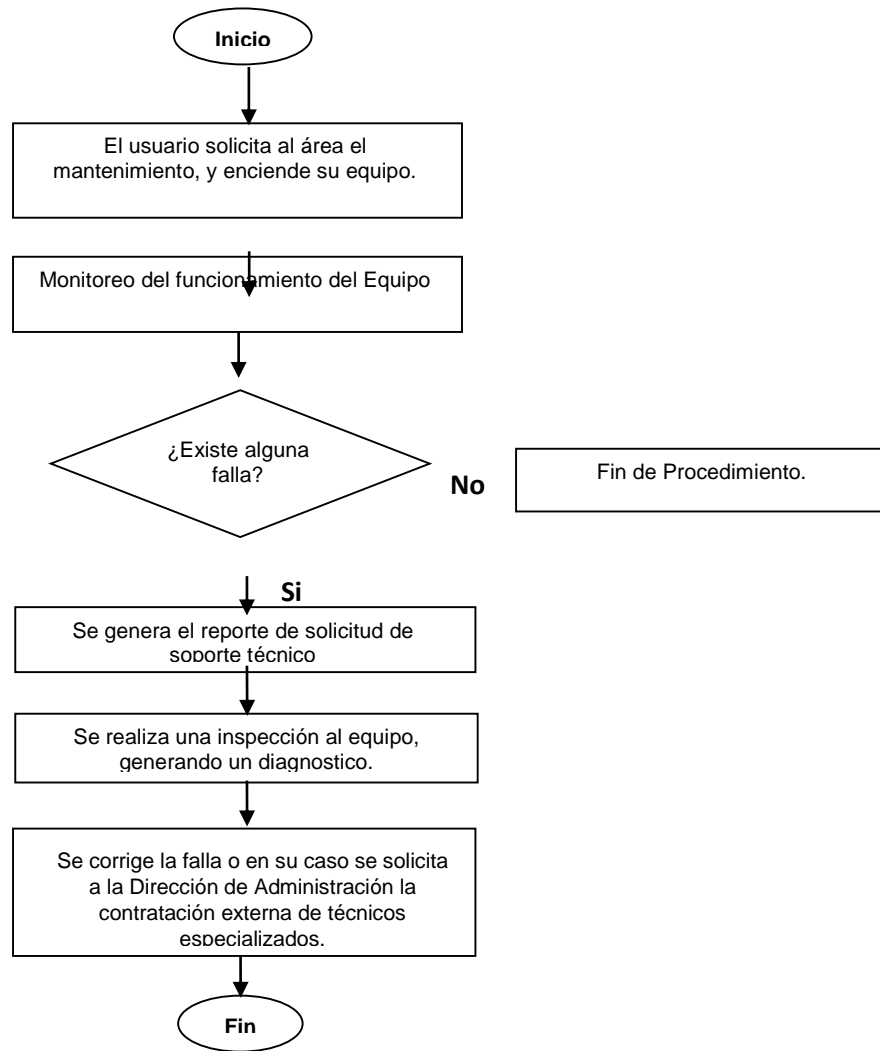 Inicio
El usuario solicita al área el
mantenimiento, y enciende su equipo.
Monitoreo del funcionamiento del Equipo
¿Existe alguna
falla?
No
Fin de Procedimiento.
Si
Se genera el reporte de solicitud de
soporte técnico
Se realiza una inspección al equipo,
generando un diagnostico.
Se corrige la falla o en su caso se solicita
a la Dirección de Administración la
contratación externa de técnicos
especializados.
Fin